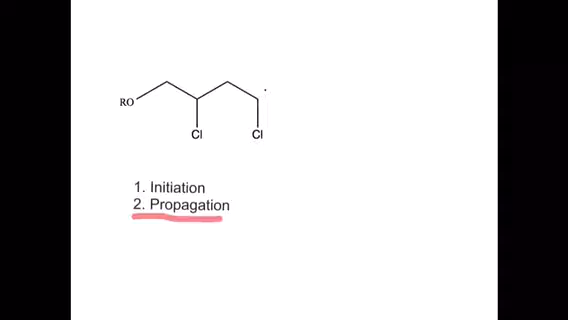 RO
Cl Cl
1. Initiation
2. Propagation